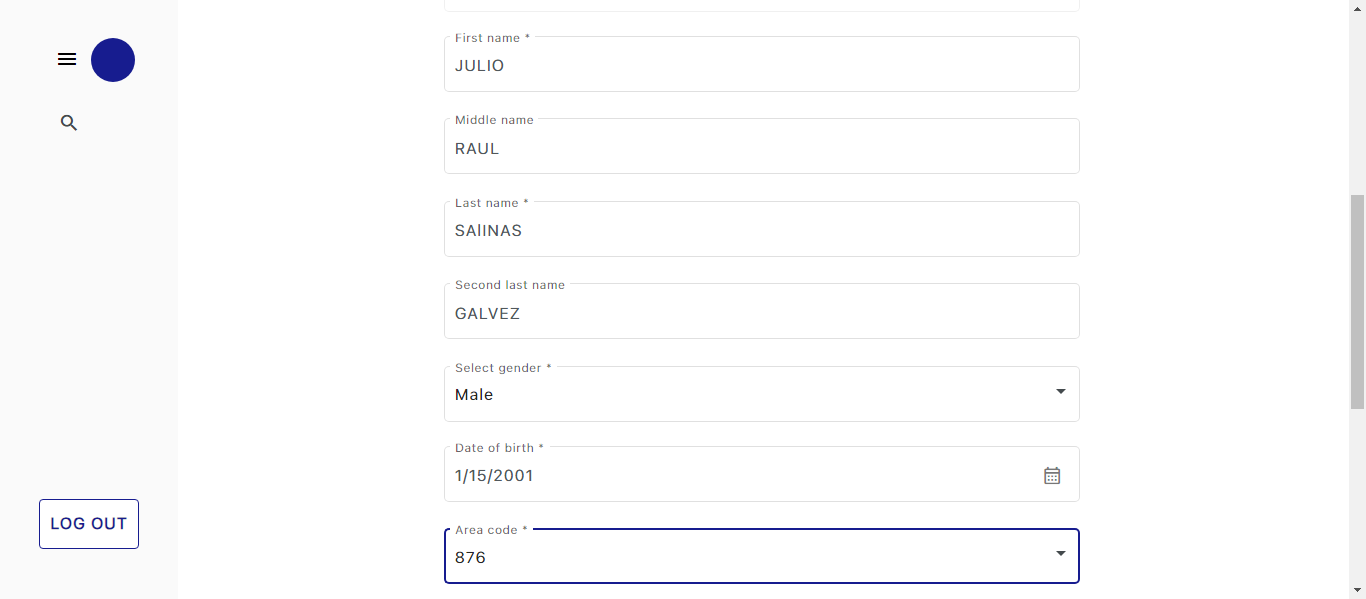 First name *
JULIO
Middle name
RAUL
Last name *
SAlINAS
Second last name
GALVEZ
Select gender *
Male
Date of birth *
1/15/2001
LOG OUT
Area code *
876